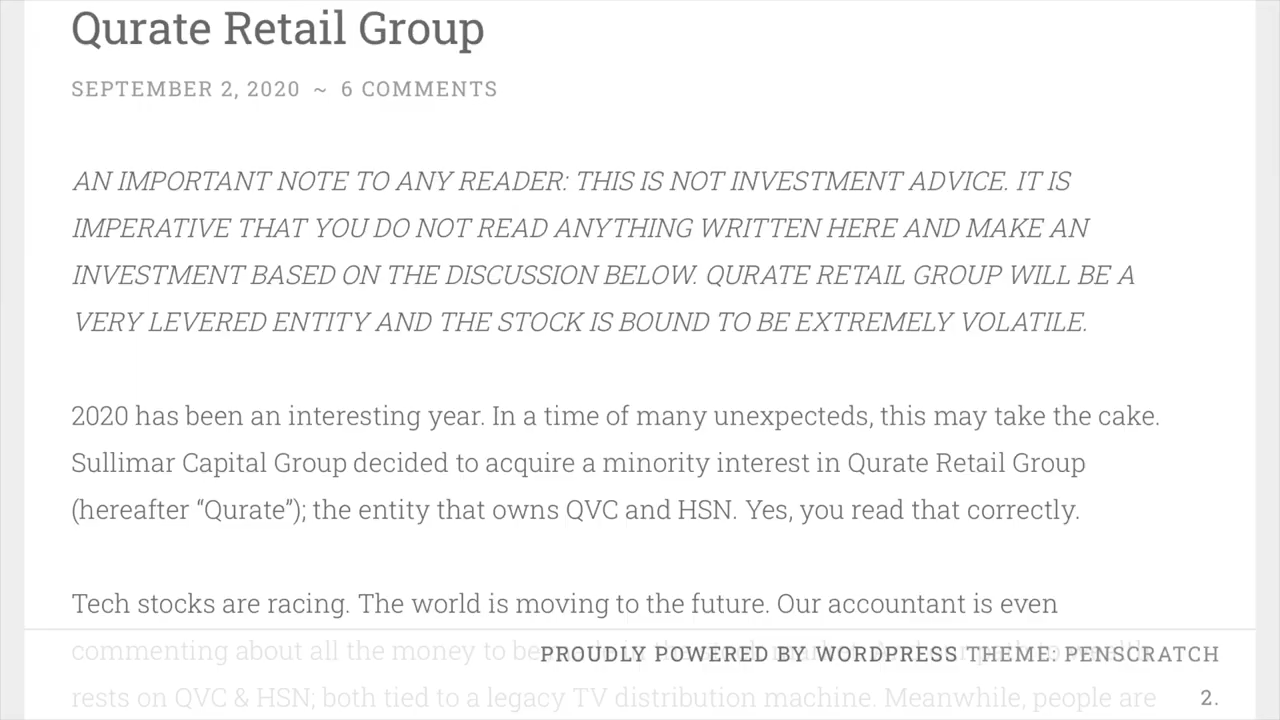 Qurate Retail Group
SEPTEMBER 2, 2020 ~ 6 COMMENTS
AN IMPORTANT NOTE TO ANY READER: THIS IS NOT INVESTMENT ADVICE. IT IS
IMPERATIVE THAT YOU DO NOT READ ANYTHING WRITTEN HERE AND MAKE AN
INVESTMENT BASED ON THE DISCUSSION BELOW. QURATE RETAIL GROUP WILL BE A
VERY LEVERED ENTITY AND THE STOCK IS BOUND TO BE EXTREMELY VOLATILE.
2020 has been an interesting year. In a time of many unexpecteds, this may take the cake.
Sullimar Capital Group decided to acquire a minority interest in Qurate Retail Group
(hereafter “Qurate”); the entity that owns QVC and HSN. Yes, you read that correctly.
Tech stocks are racing. The world is moving to the future. Our accountant is even
commenting about all the money to be
PROUDLY POWERED BY WORDPRESS THEME: PENSCRATCH
rests on QVC & HSN; both tied to a legacy TV distribution machine. Meanwhile, people are
2.